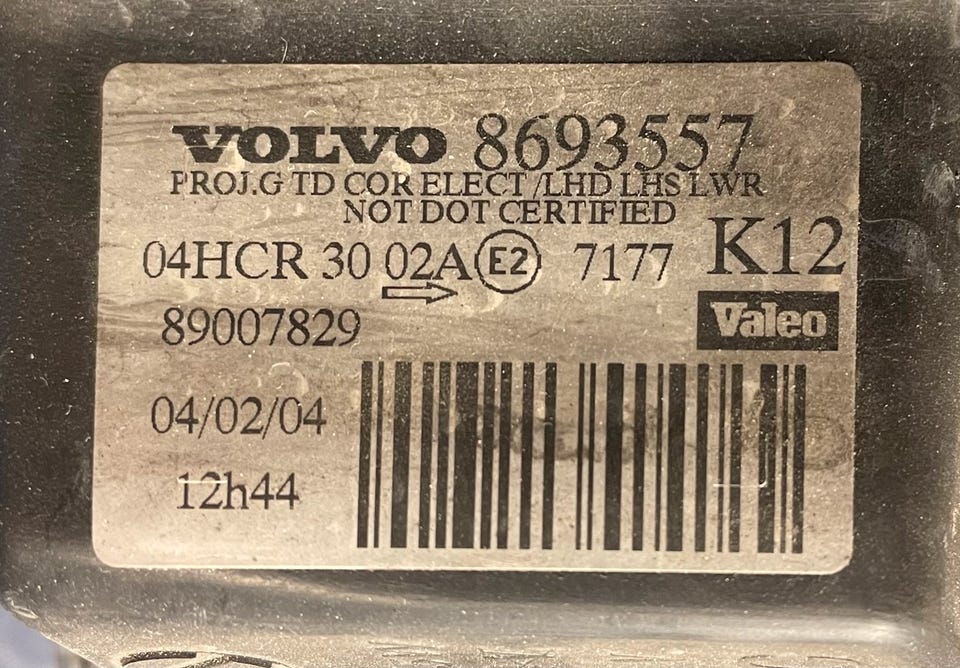 VOLVO 8693557
PROJ.G TD COR ELECT /LHD LHS LWR
NOT DOT CERTIFIED
04HCR 30 02A E2 7177 K12
89007829 Valeo
04/02/04
12h44